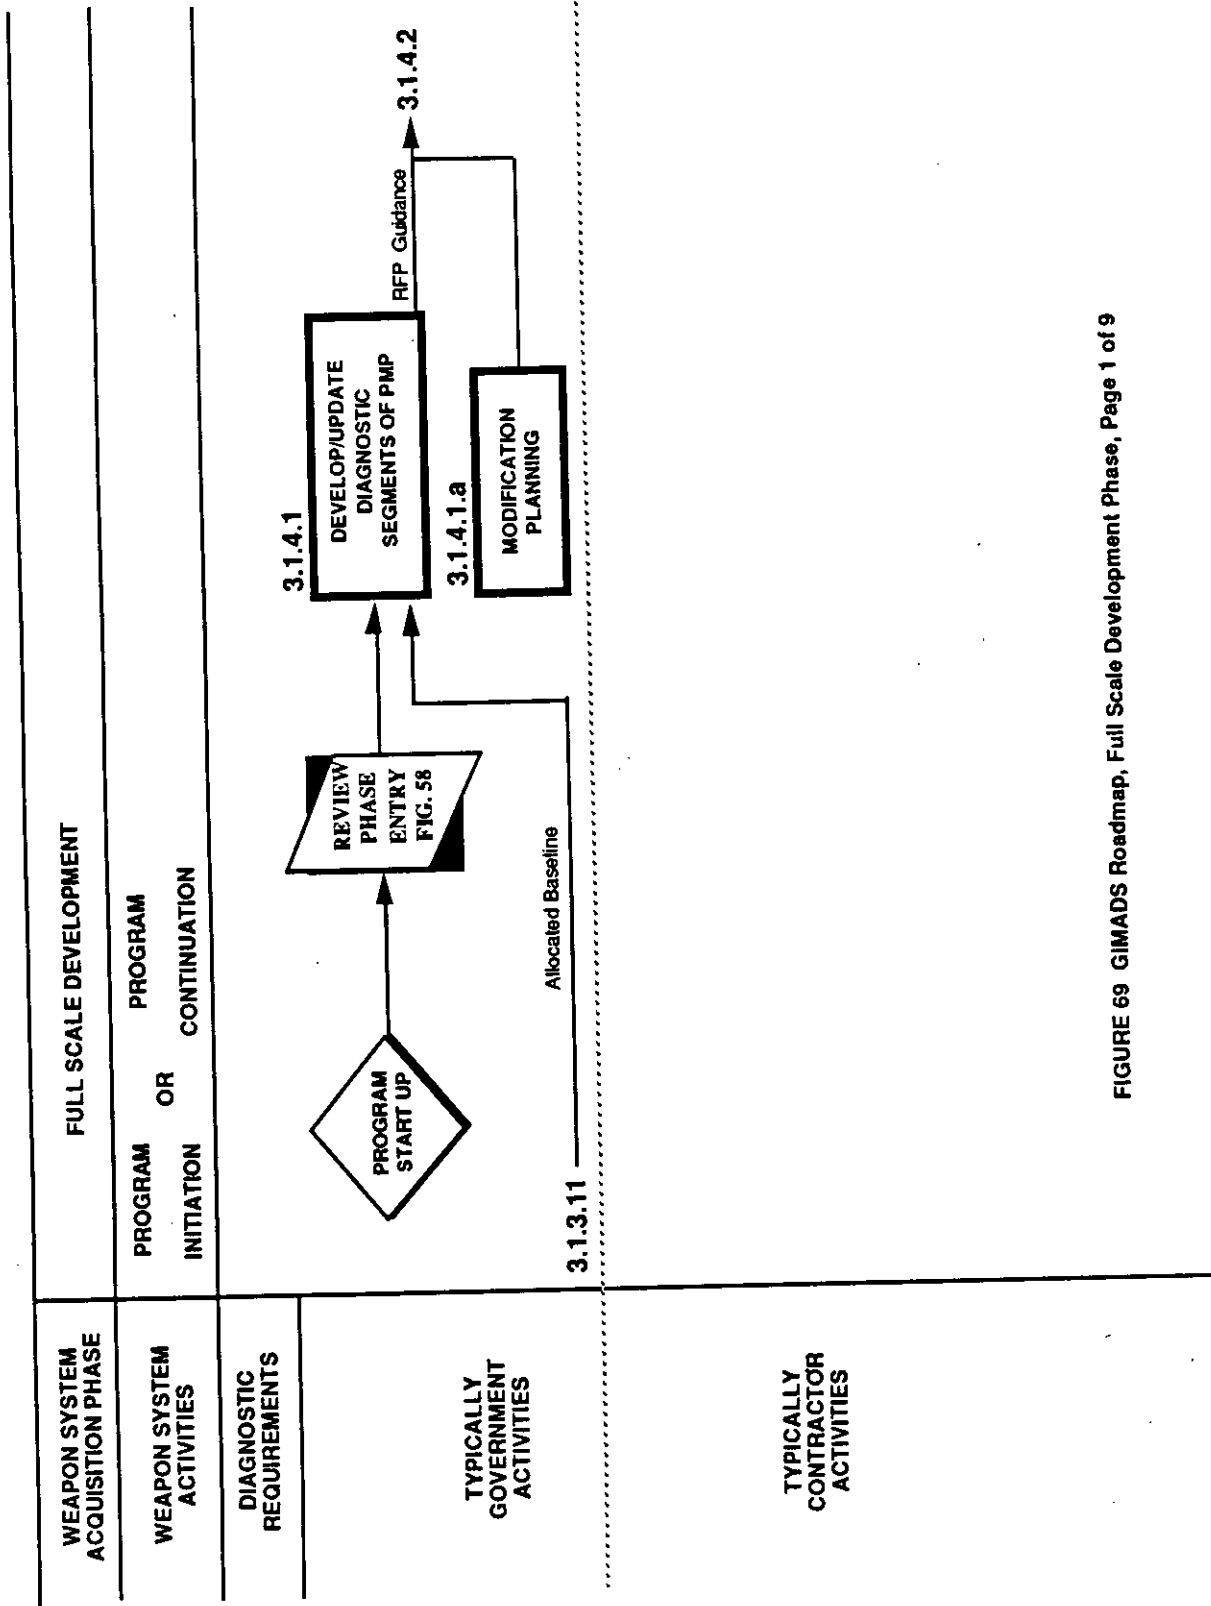 WEAPON SYSTEM
ACQUISITION PHASE
FULL SCALE DEVELOPMENT
WEAPON SYSTEM
ACTIVITIES
PROGRAM
INITIATION
OR
PROGRAM
CONTINUATION
DIAGNOSTIC
REQUIREMENTS
TYPICALLY
GOVERNMENT
ACTIVITIES
PROGRAM
START UP
REVIEW
PHASE
ENTRY
FIG. 58
3.1.4.1
DEVELOP/UPDATE
DIAGNOSTIC
SEGMENTS OF PMP
RFP Guidance
3.1.4.2
3.1.4.1.a
MODIFICATION
PLANNING
3.1.3.11
Allocated Baseline
TYPICALLY
CONTRACTOR
ACTIVITIES
FIGURE 69 GIMADS Roadmap, Full Scale Development Phase, Page 1 of 9